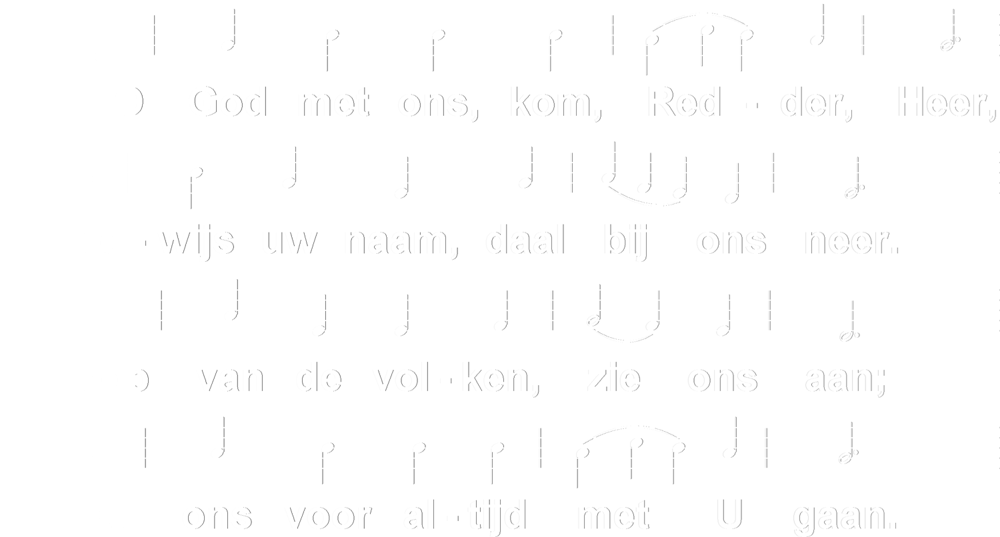 O God met ons, kom, Red - der, Heer,
- wijs uw naam, daal bij ons neer.
van de vol - ken, zie ons aan;
ons voor al - tijd met U gaan.